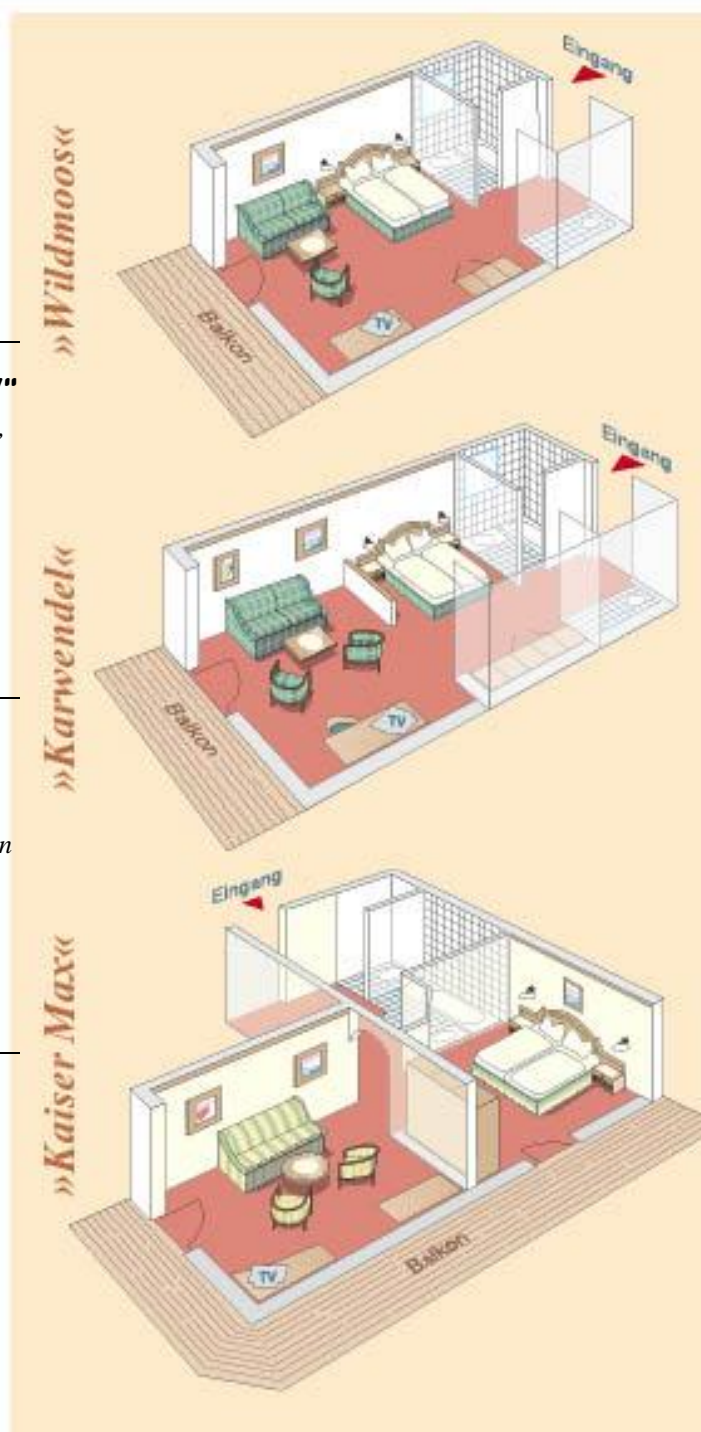 Eingang
»Wildmoos«
Balkon
TV
"
,
Eingang
»Karwendel«
Balkon
TV
n
Eingang
»Kaiser Max«
Balkon
TV